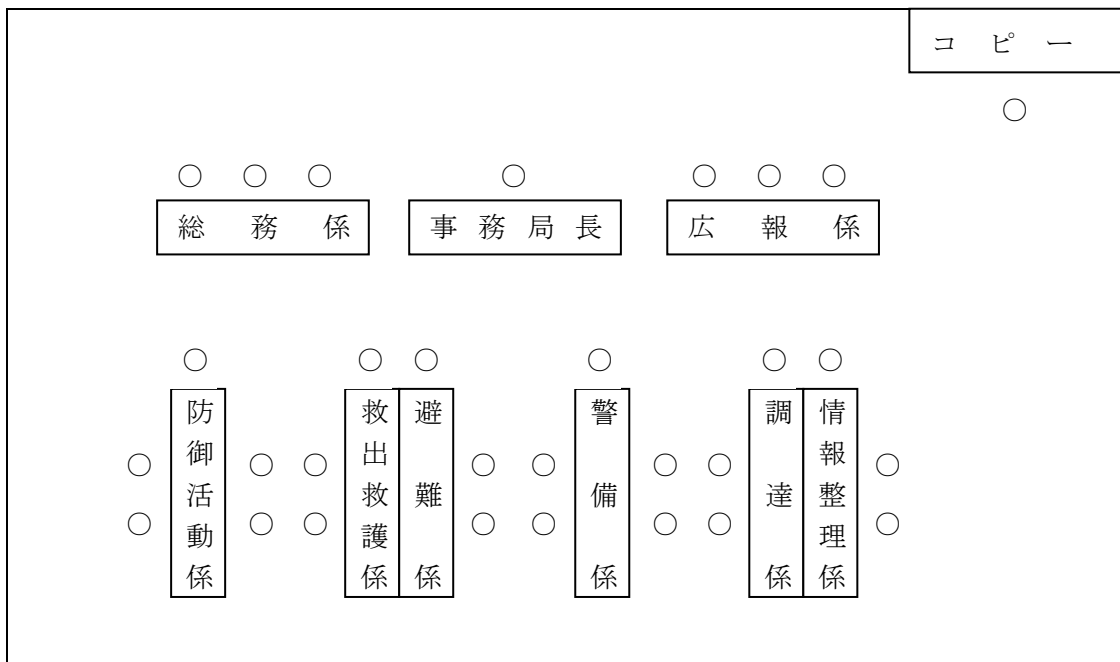 コピー
総務係
事務局長
広報係
防御活動係
救出救護係
避難係
警備係
調達係
情報整理係